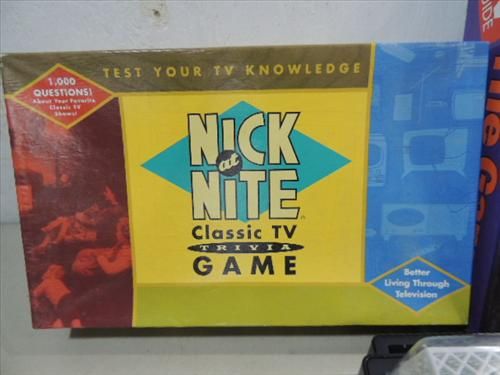 TEST YOUR TV KNOWLEDGE
1,000
QUESTIONS!
About Your Favorite
Classic TV
Shows!
NICK
at
NITE
Classic TV
TRIVIA
GAME
Better
Living Through
Television